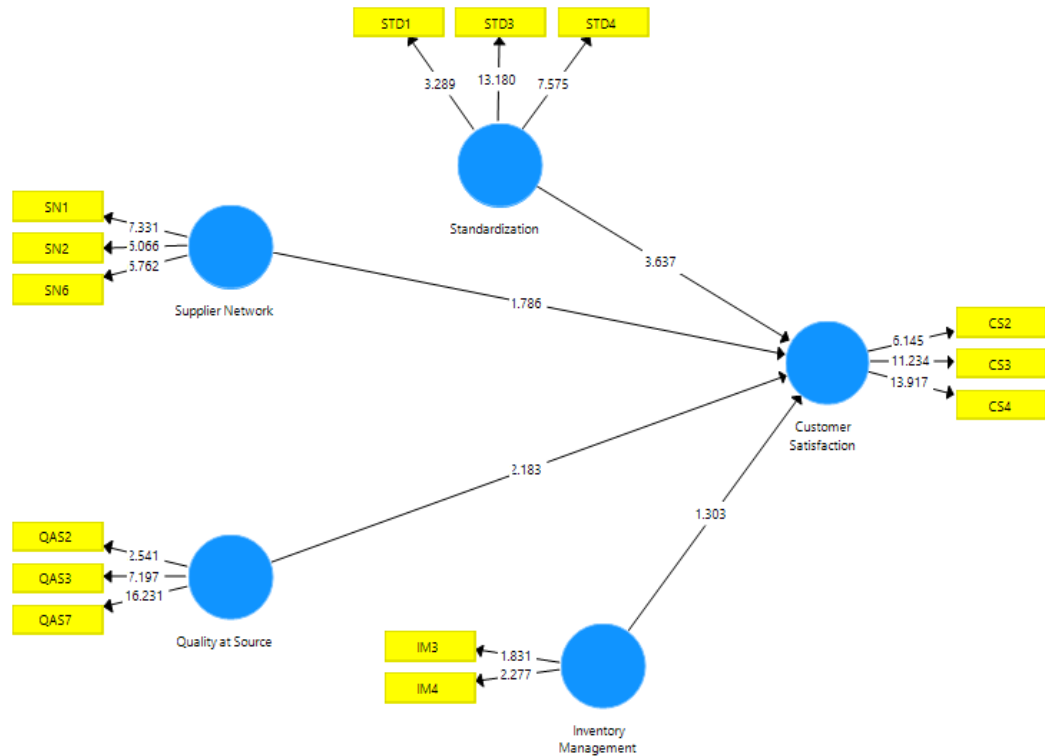 STD1 STD3 STD4
3.289 13.180 7.575
Standardization
SN1
SN2
SN6
7.331
5.066
5.762
Supplier Network
3.637
1.786
CS2
CS3
CS4
6.145
11.234
13.917
Customer
Satisfaction
2.183
1.303
QAS2
QAS3
QAS7
2.541
7.197
16.231
Quality at Source
IM3
IM4
1.831
2.277
Inventory
Management